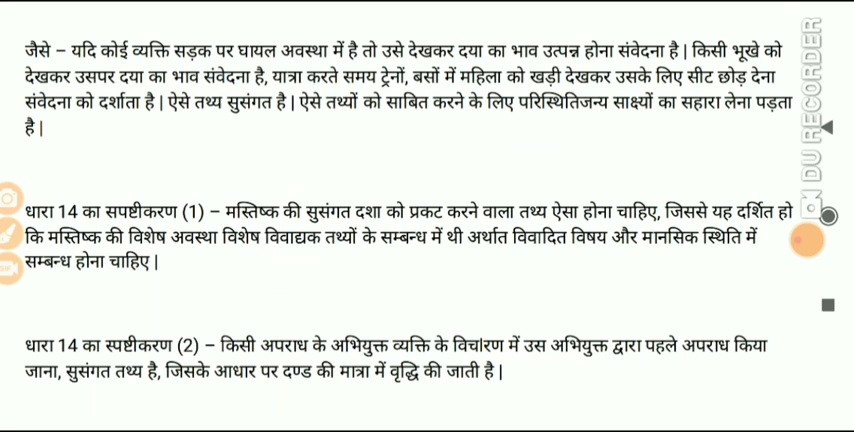 जैसे - यदि कोई व्यक्ति सड़क पर घायल अवस्था में है तो उसे देखकर दया का भाव उत्पन्न होना संवेदना है | किसी भूखे को
देखकर उसपर दया का भाव संवेदना है, यात्रा करते समय ट्रेनों, बसों में महिला को खड़ी देखकर उसके लिए सीट छोड़ देना
संवेदना को दर्शाता है | ऐसे तथ्य सुसंगत है | ऐसे तथ्यों को साबित करने के लिए परिस्थितिजन्य साक्ष्यों का सहारा लेना पड़ता
है |
धारा 14 का सपष्टीकरण (1) - मस्तिष्क की सुसंगत दशा को प्रकट करने वाला तथ्य ऐसा होना चाहिए, जिससे यह दर्शित हो
कि मस्तिष्क की विशेष अवस्था विशेष विवाद्यक तथ्यों के सम्बन्ध में थी अर्थात विवादित विषय और मानसिक स्थिति में
सम्बन्ध होना चाहिए |
धारा 14 का स्पष्टीकरण (2) - किसी अपराध के अभियुक्त व्यक्ति के विचांरण में उस अभियुक्त द्वारा पहले अपराध किया
जाना, सुसंगत तथ्य है, जिसके आधार पर दण्ड की मात्रा में वृद्धि की जाती है |
DU RECORDER